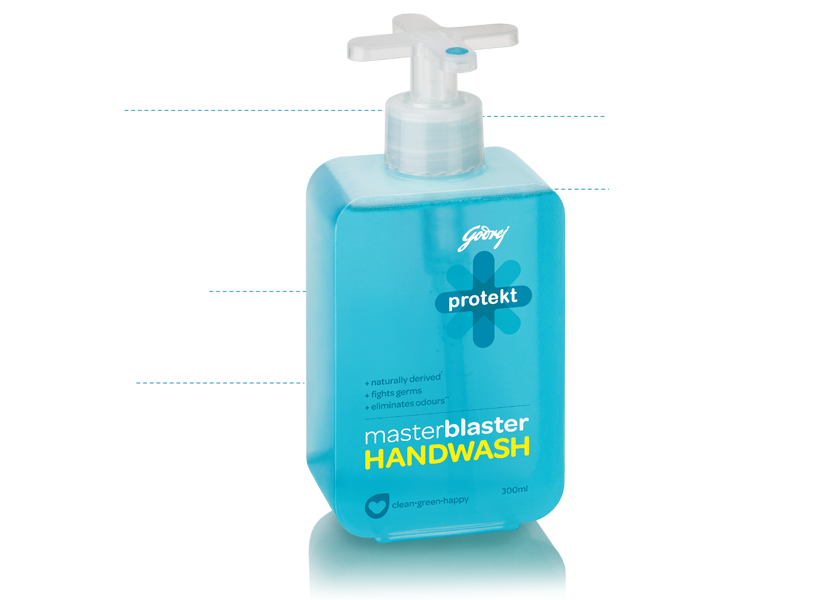 Godrej
protekt
+ naturally derived*
+ fights germs
+ eliminates odours**
masterblaster
HANDWASH
clean•green•happy
300ml